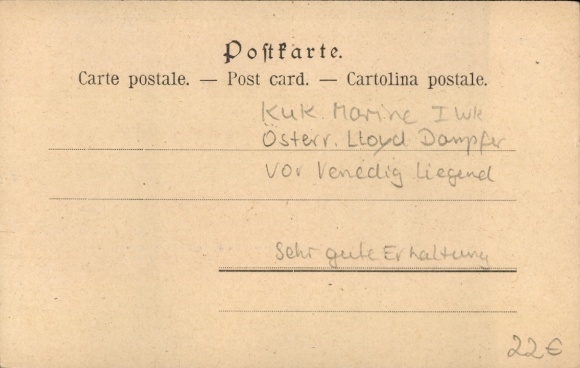 Postkarte.
Carte postale. — Post card. — Cartolina postale.
KuK. Marine I Wk
Österr. Lloyd Dampfer
vor Venedig liegend
Sehr gute Erhaltung
22€